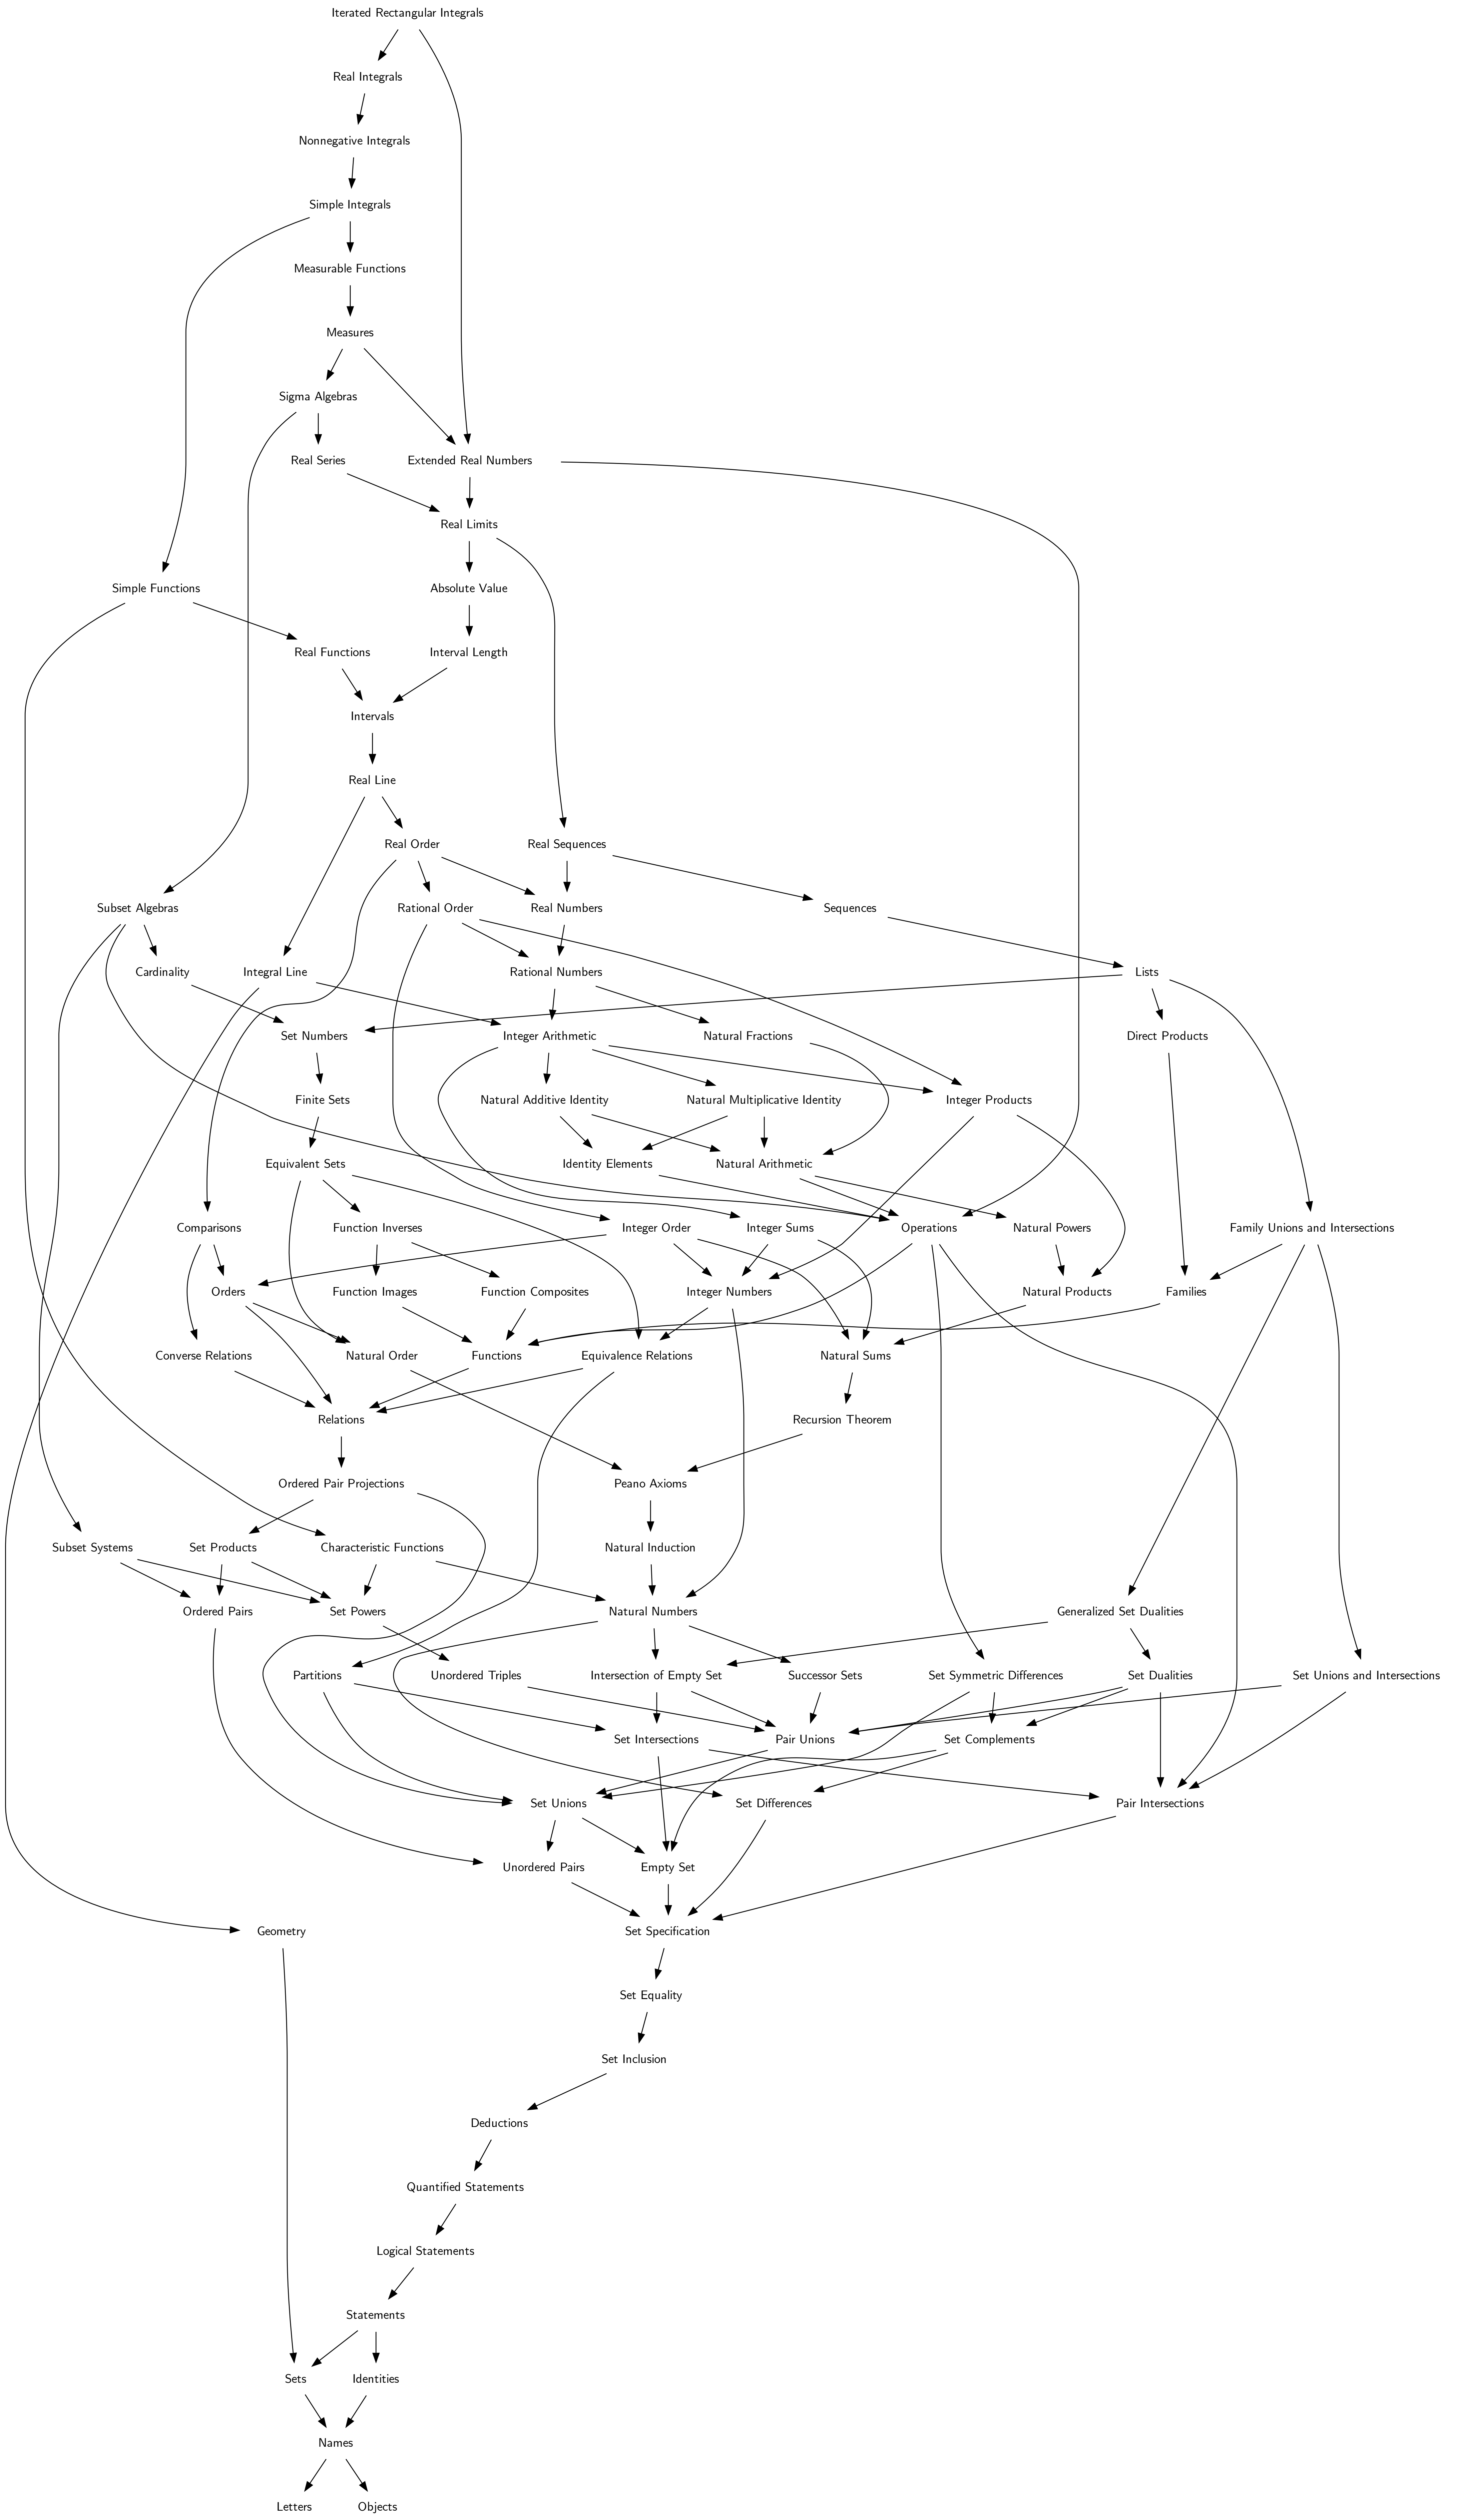 Iterated Rectangular Integrals
Real Integrals
Nonnegative Integrals
Simple Integrals
Measurable Functions
Measures
Sigma Algebras
Real Series Extended Real Numbers
Real Limits
Simple Functions Absolute Value
Real Functions Interval Length
Intervals
Real Line
Real Order Real Sequences
Subset Algebras Rational Order Real Numbers Sequences
Cardinality Integral Line Rational Numbers Lists
Set Numbers Integer Arithmetic Natural Fractions Direct Products
Finite Sets Natural Additive Identity Natural Multiplicative Identity Integer Products
Equivalent Sets Identity Elements Natural Arithmetic
Comparisons Function Inverses Integer Order Integer Sums Operations Natural Powers Family Unions and Intersections
Orders Function Images Function Composites Integer Numbers Natural Products Families
Converse Relations Natural Order Functions Equivalence Relations Natural Sums
Relations Recursion Theorem
Ordered Pair Projections Peano Axioms
Subset Systems Set Products Characteristic Functions Natural Induction
Ordered Pairs Set Powers Natural Numbers Generalized Set Dualities
Partitions Unordered Triples Intersection of Empty Set Successor Sets Set Symmetric Differences Set Dualities Set Unions and Intersections
Set Intersections Pair Unions Set Complements
Set Unions Set Differences Pair Intersections
Unordered Pairs Empty Set
Geometry Set Specification
Set Equality
Set Inclusion
Deductions
Quantified Statements
Logical Statements
Statements
Sets Identities
Names
Letters Objects